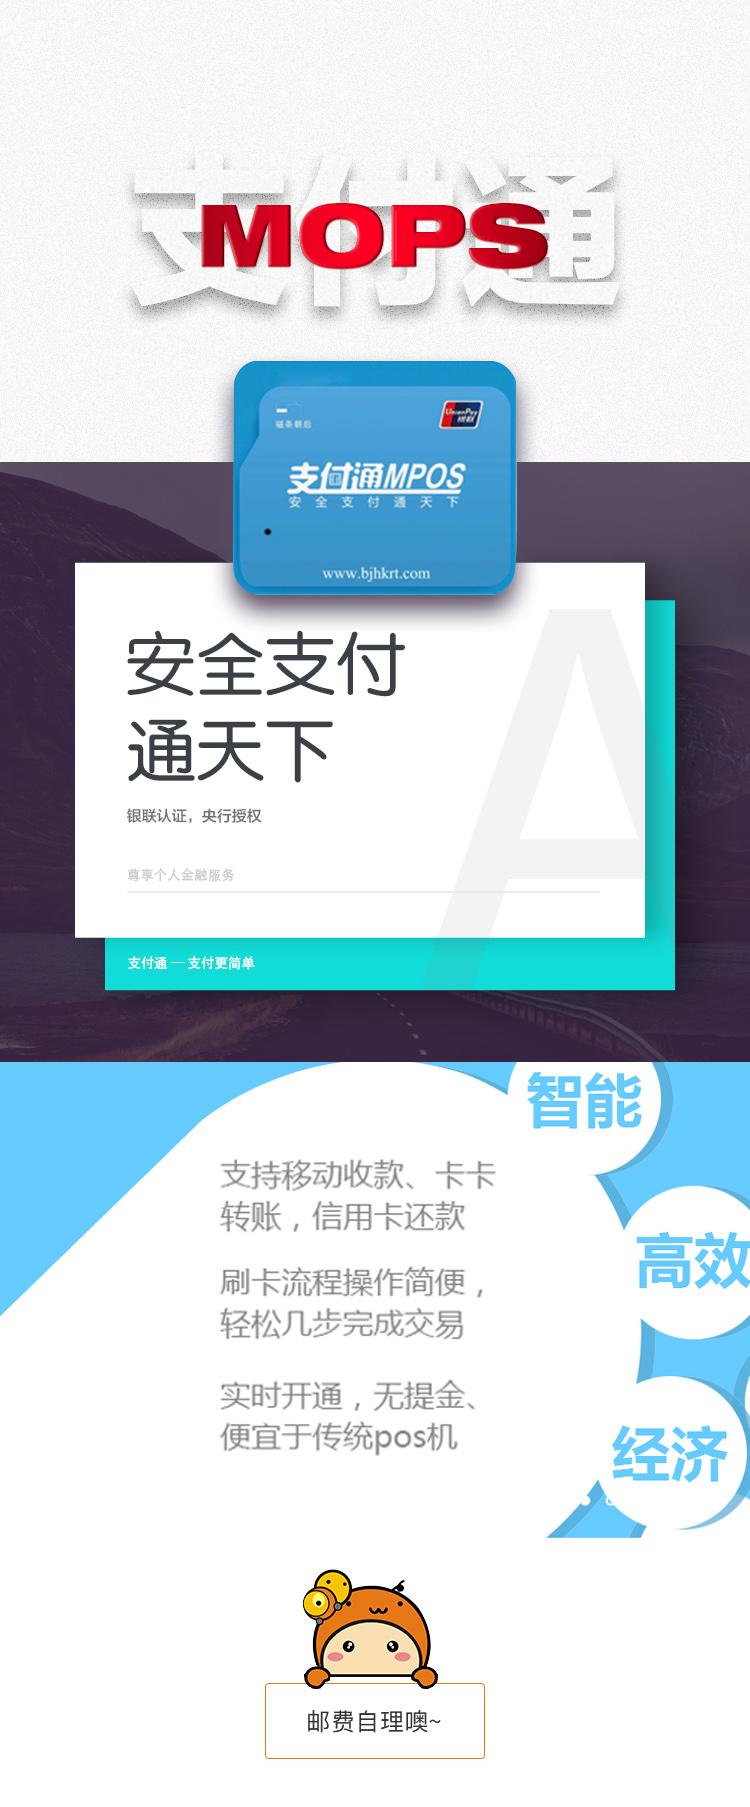 支付通
MOPS
磁条朝后
UnionPay
银联
支付通MPOS
安全支付通天下
www.bjhkrt.com
安全支付
通天下
银联认证，央行授权
尊享个人金融服务
支付通 — 支付更简单
智能
支持移动收款、卡卡
转账，信用卡还款
高效
刷卡流程操作简便，
轻松几步完成交易
实时开通，无提金、
便宜于传统pos机
经济
邮费自理噢~